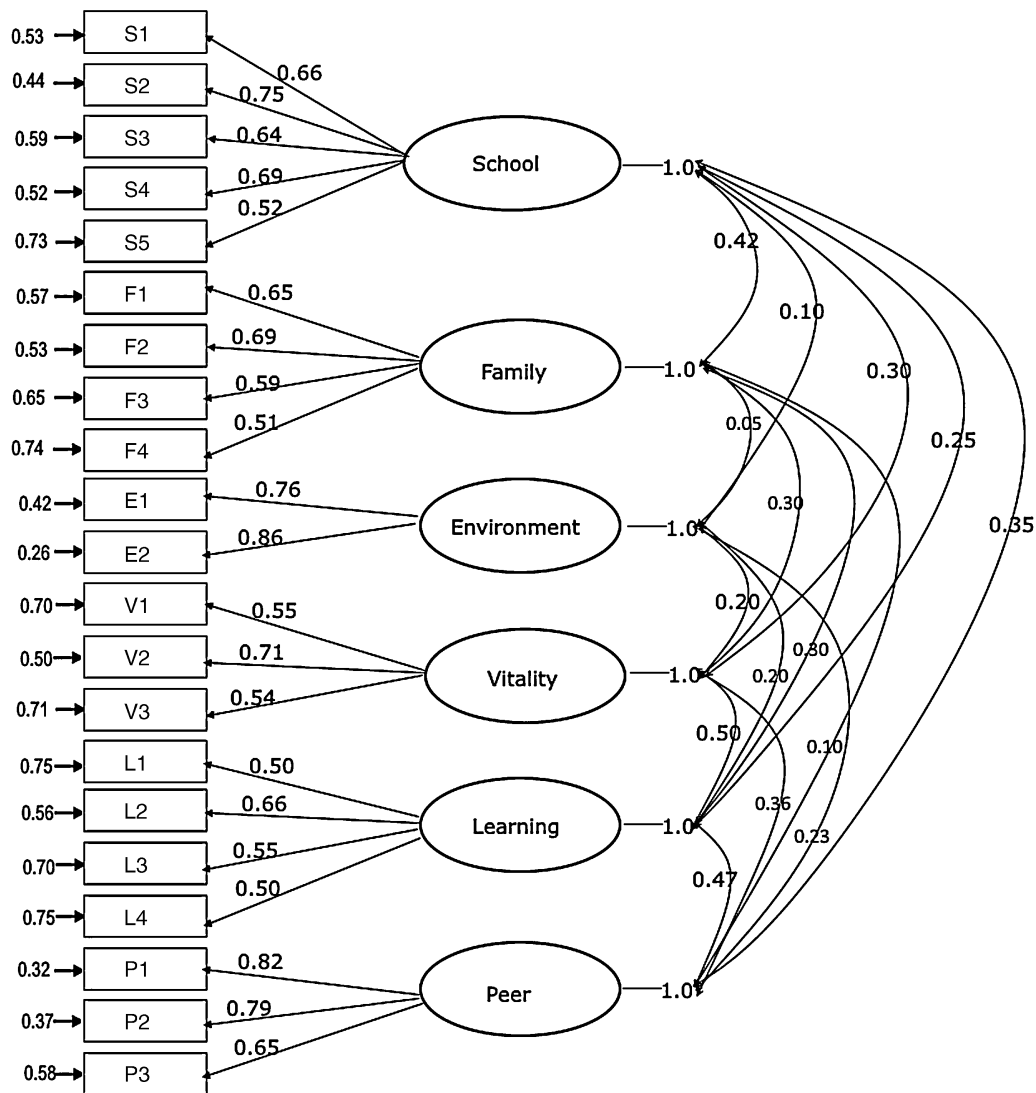 0.53 S1
0.66
0.44 S2
0.75
0.59 S3
0.64
School 1.0
0.52 S4
0.69
0.52
0.73 S5
0.42
0.57 F1
0.65
0.10
0.53 F2
0.69
Family 1.0
0.30
0.65 F3
0.59
0.51
0.05
0.74 F4
0.25
0.42 E1
0.76
0.30
Environment 1.0
0.35
0.26 E2
0.86
0.70 V1
0.55
0.20
0.50 V2
0.71
0.30
Vitality 1.0
0.20
0.71 V3
0.54
0.50
0.10
0.75 L1
0.50
0.56 L2
0.66
0.36
Learning 1.0
0.23
0.70 L3
0.55
0.50
0.47
0.75 L4
0.32 P1
0.82
Peer 1.0
0.37 P2
0.79
0.65
0.58 P3